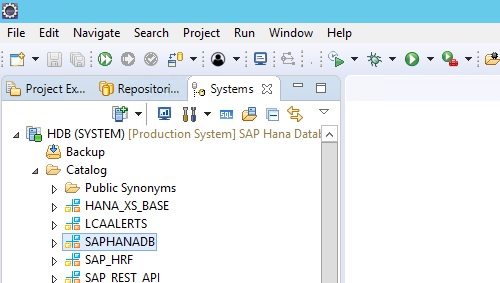 File Edit Navigate Search Project Run Window Help
Project Ex... Repositori... Systems
SQL
HDB (SYSTEM) [Production System] SAP Hana Datab
Backup
Catalog
Public Synonyms
HANA_XS_BASE
LCAALERTS
SAPHANADB
SAP_HRF
SAP_REST_API